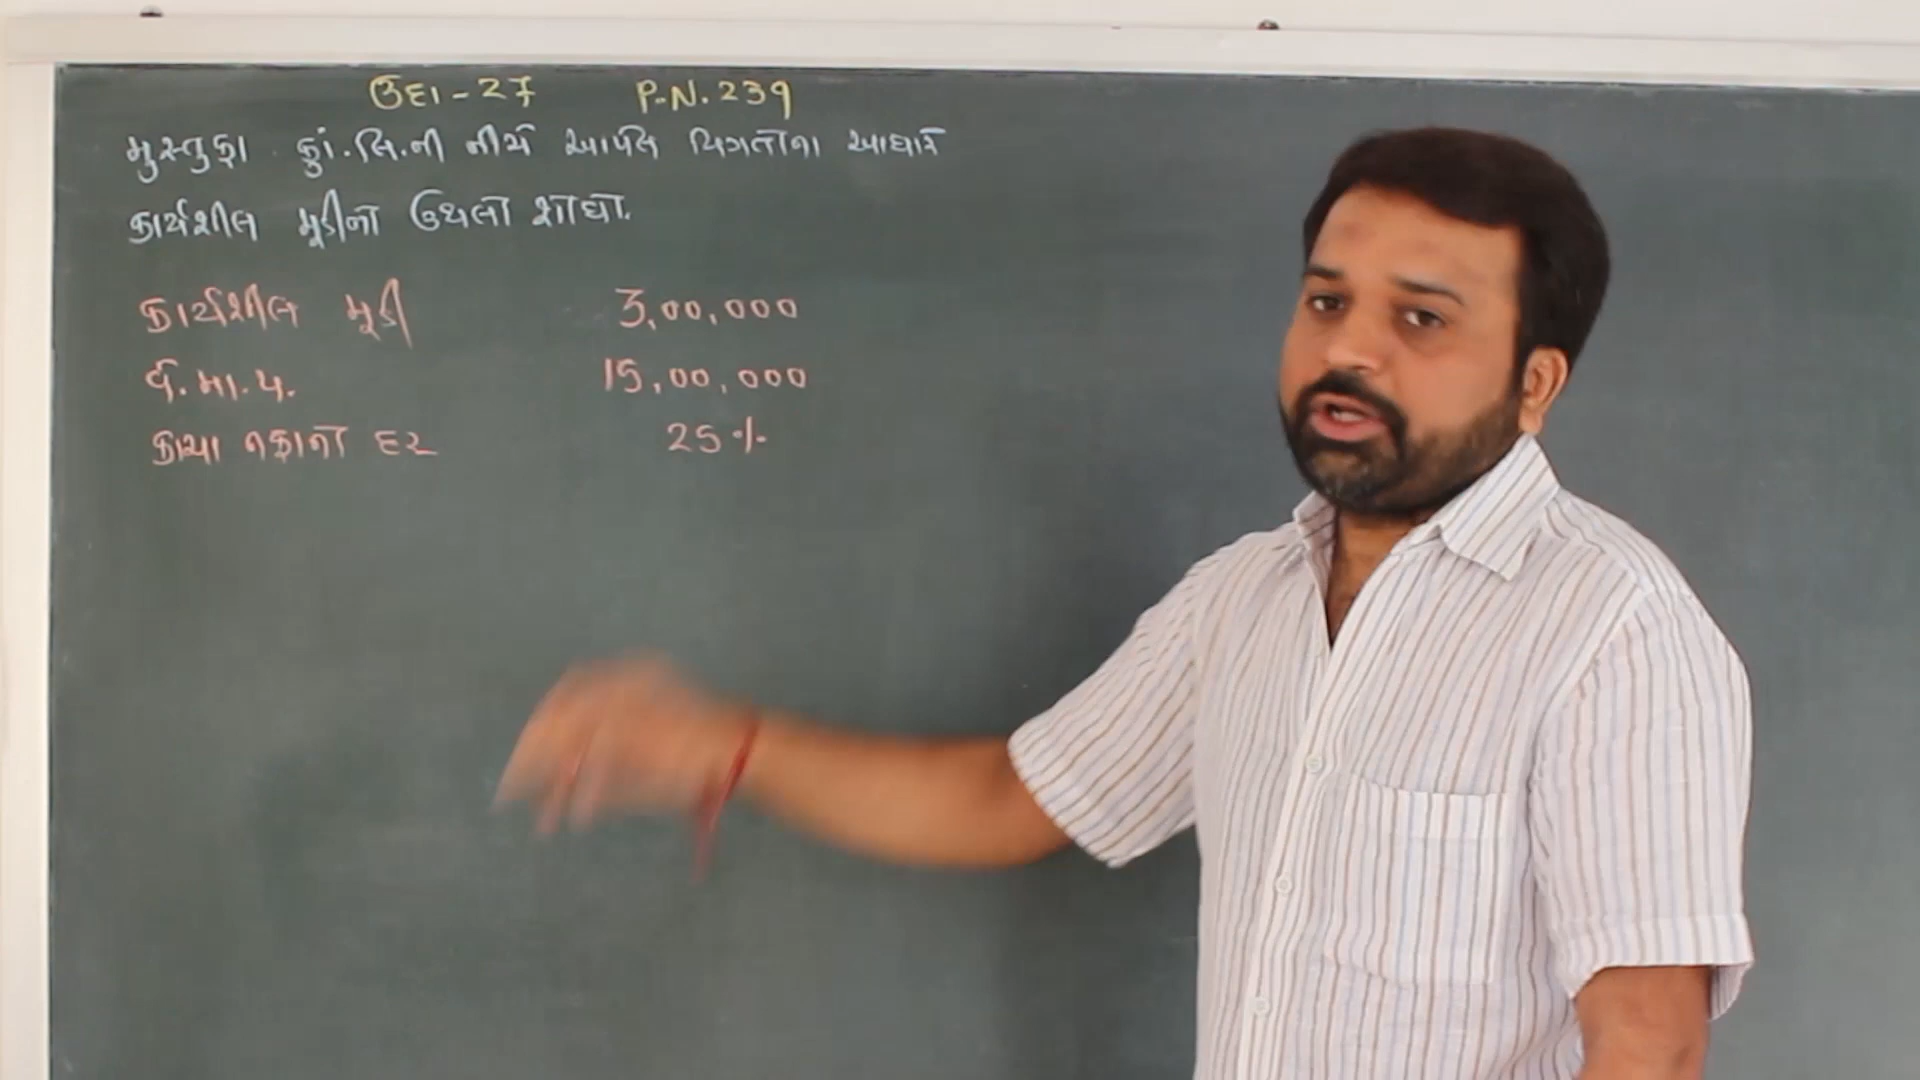 ઉદા-27 P.N.239
મુસ્તુફા કાં.લિ.ની નીચે આપેલ વિગતોના આધારે
કાર્યશીલ મૂડીનો ઉથલો શોધો.
કાર્યશીલ મૂડી 3,00,000
વે.મા.પ. 15,00,000
કાચા નફાનો દર 25%